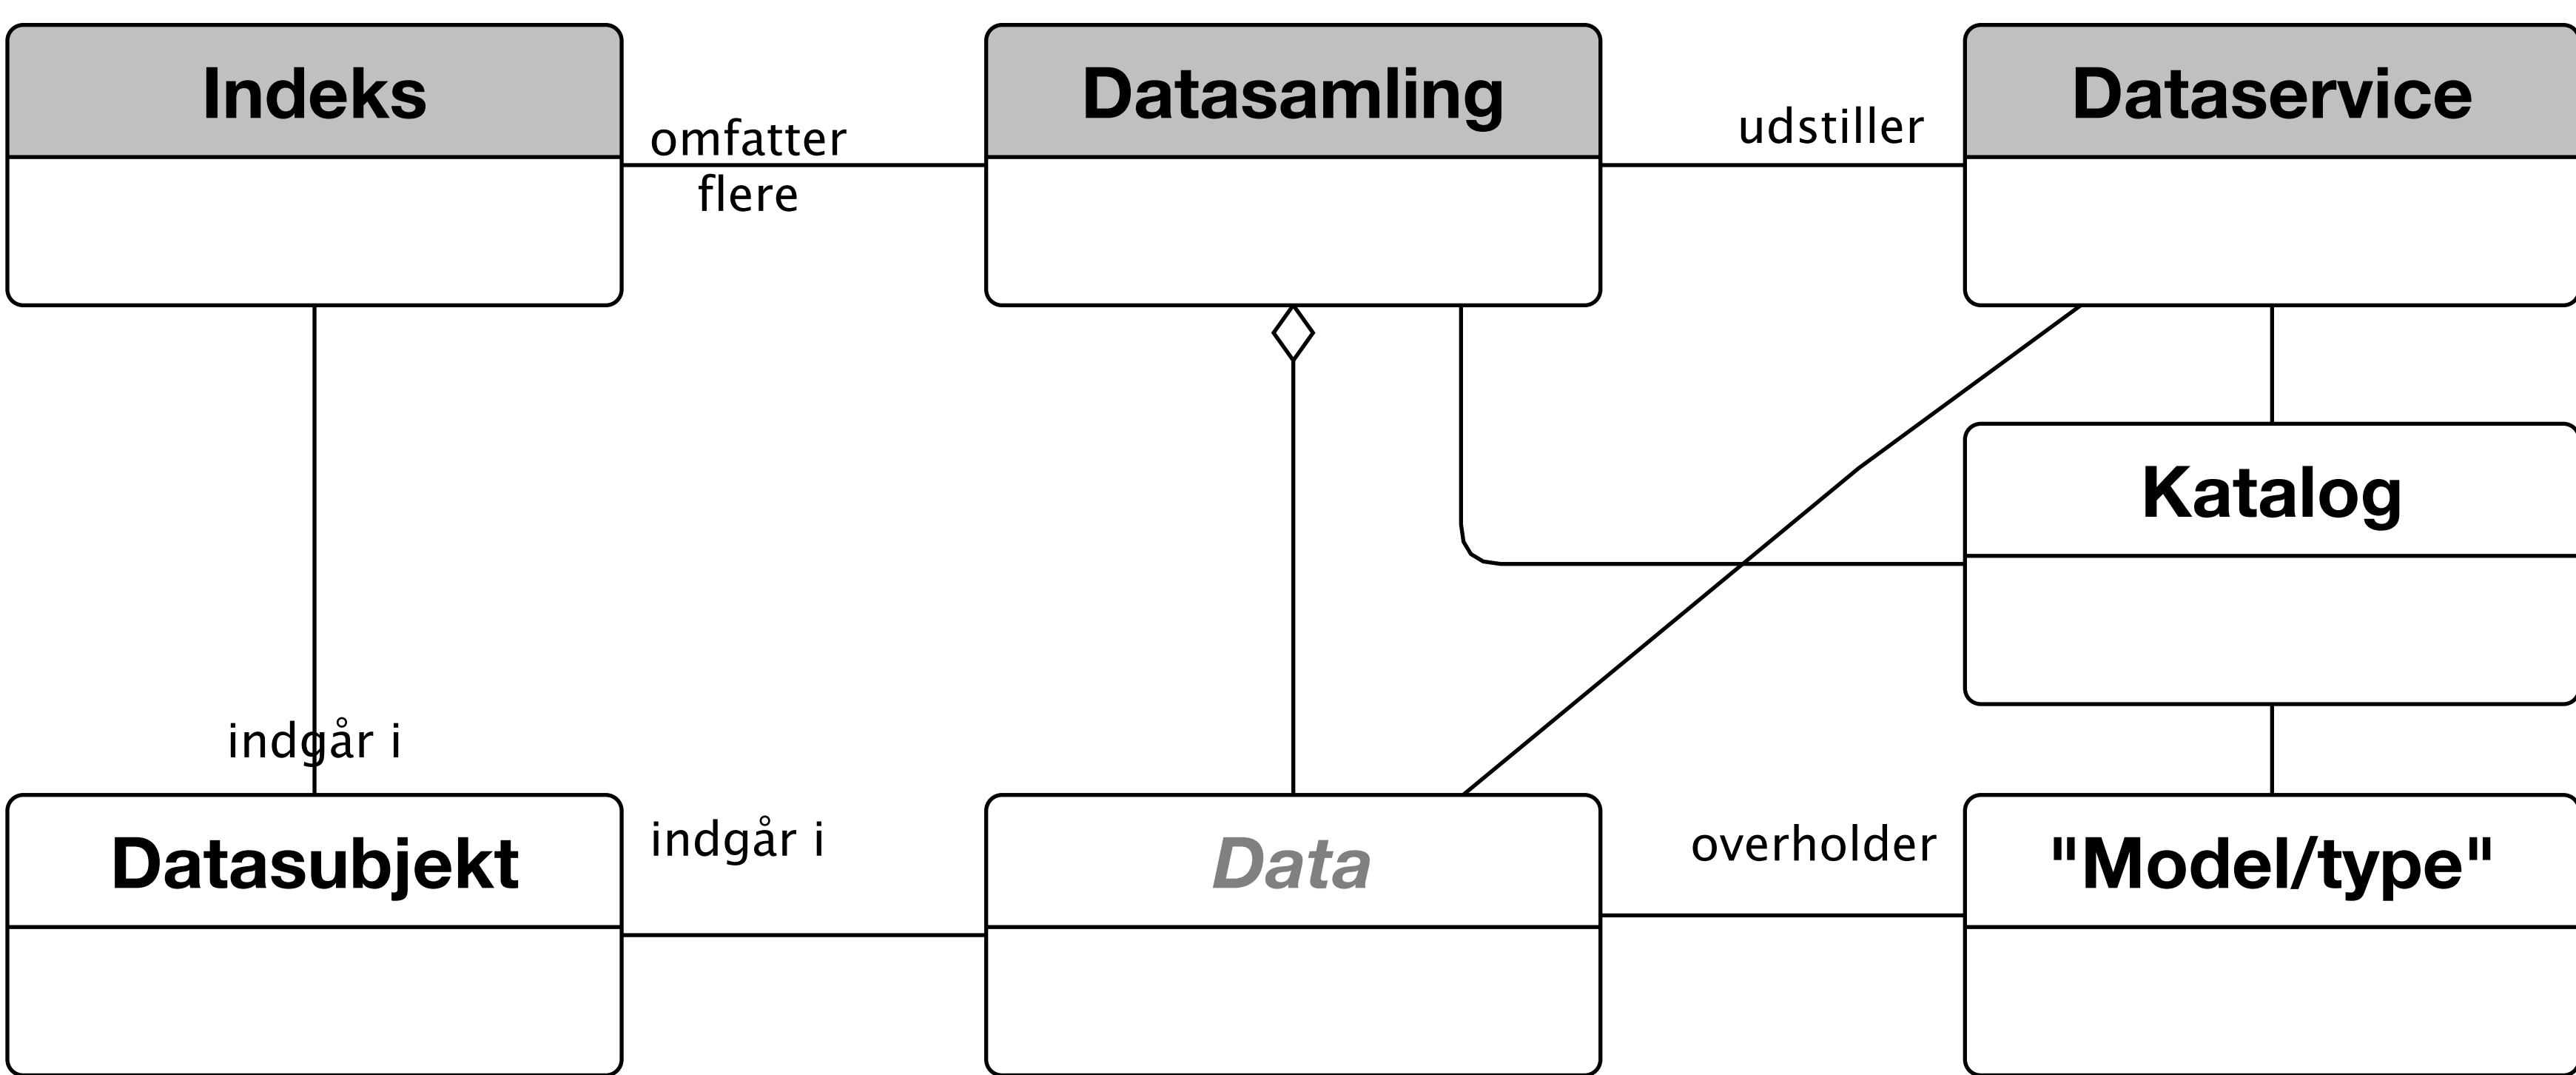 Indeks
omfatter
flere
Datasamling
udstiller
Dataservice
Katalog
indgår i
Datasubjekt
indgår i
Data
overholder
"Model/type"